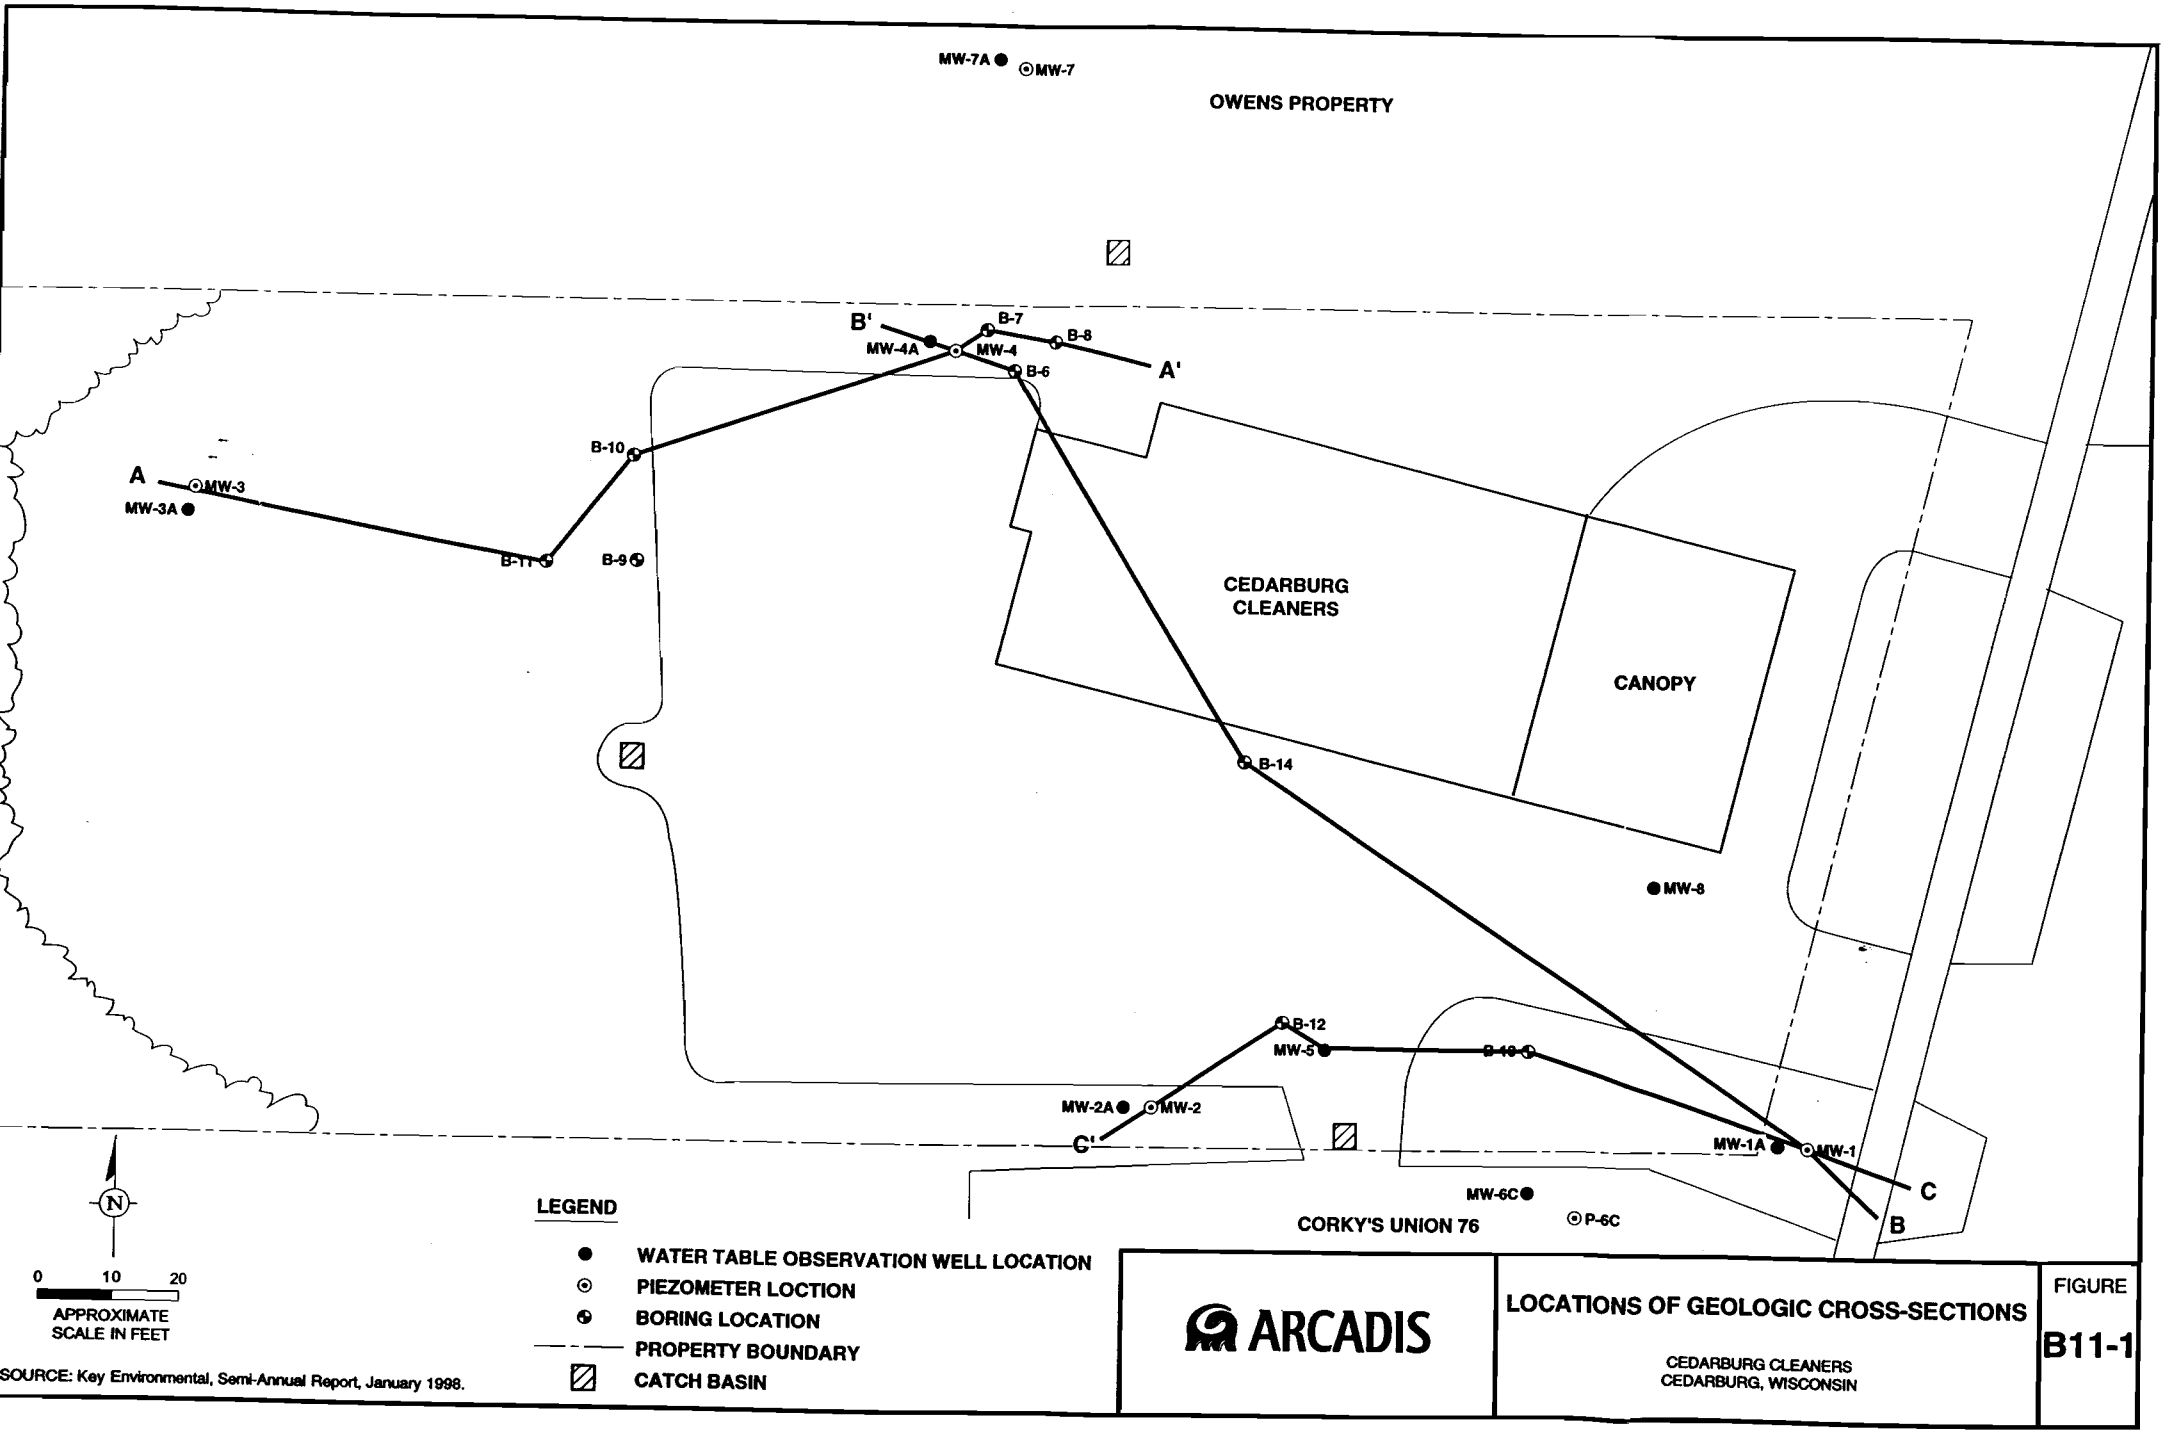 MW-7A
MW-7
OWENS PROPERTY
B'
B-7
B-8
MW-4A
MW-4
A'
B-6
B-10
A
MW-3
MW-3A
B-11
B-9
CEDARBURG
CLEANERS
CANOPY
B-14
MW-8
B-12
MW-5
MW-2A
MW-2
C'
MW-1A
MW-1
C
MW-6C
P-6C
B
CORKY'S UNION 76
N
0 10 20
APPROXIMATE
SCALE IN FEET
SOURCE: Key Environmental, Semi-Annual Report, January 1998.
LEGEND
WATER TABLE OBSERVATION WELL LOCATION
PIEZOMETER LOCTION
BORING LOCATION
PROPERTY BOUNDARY
CATCH BASIN
ARCADIS
LOCATIONS OF GEOLOGIC CROSS-SECTIONS
CEDARBURG CLEANERS
CEDARBURG, WISCONSIN
FIGURE
B11-1